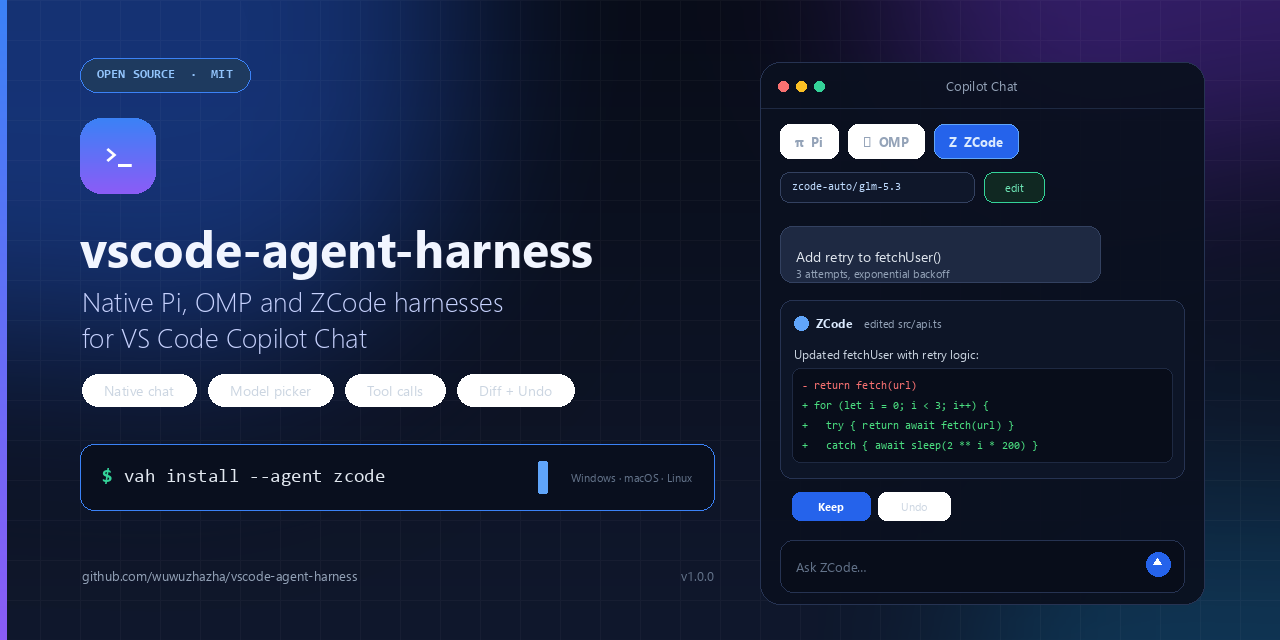 OPEN SOURCE · MIT
>_
vscode-agent-harness
Native Pi, OMP and ZCode harnesses
for VS Code Copilot Chat
Native chat Model picker Tool calls Diff + Undo
$ vah install --agent zcode
Windows · macOS · Linux
github.com/wuwuzhazha/vscode-agent-harness
v1.0.0
Copilot Chat
π Pi
OMP
Z ZCode
zcode-auto/glm-5.3
edit
Add retry to fetchUser()
3 attempts, exponential backoff
ZCode edited src/api.ts
Updated fetchUser with retry logic:
- return fetch(url)
+ for (let i = 0; i < 3; i++) {
+   try { return await fetch(url) }
+   catch { await sleep(2 ** i * 200) }
Keep
Undo
Ask ZCode...